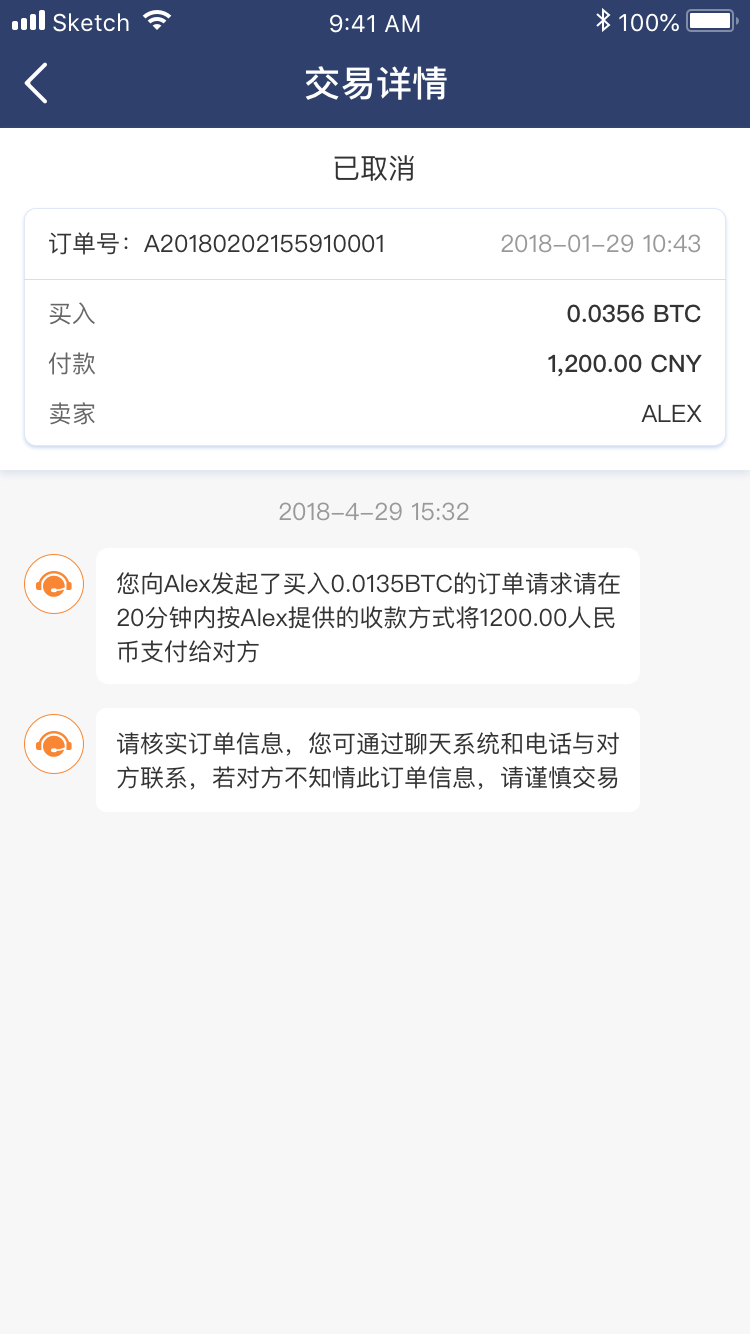 Sketch 9:41 AM 100%
交易详情
已取消
订单号：A20180202155910001 2018-01-29 10:43
买入 0.0356 BTC
付款 1,200.00 CNY
卖家 ALEX
2018-4-29 15:32
您向Alex发起了买入0.0135BTC的订单请求请在
20分钟内按Alex提供的收款方式将1200.00人民
币支付给对方
请核实订单信息，您可通过聊天系统和电话与对
方联系，若对方不知情此订单信息，请谨慎交易